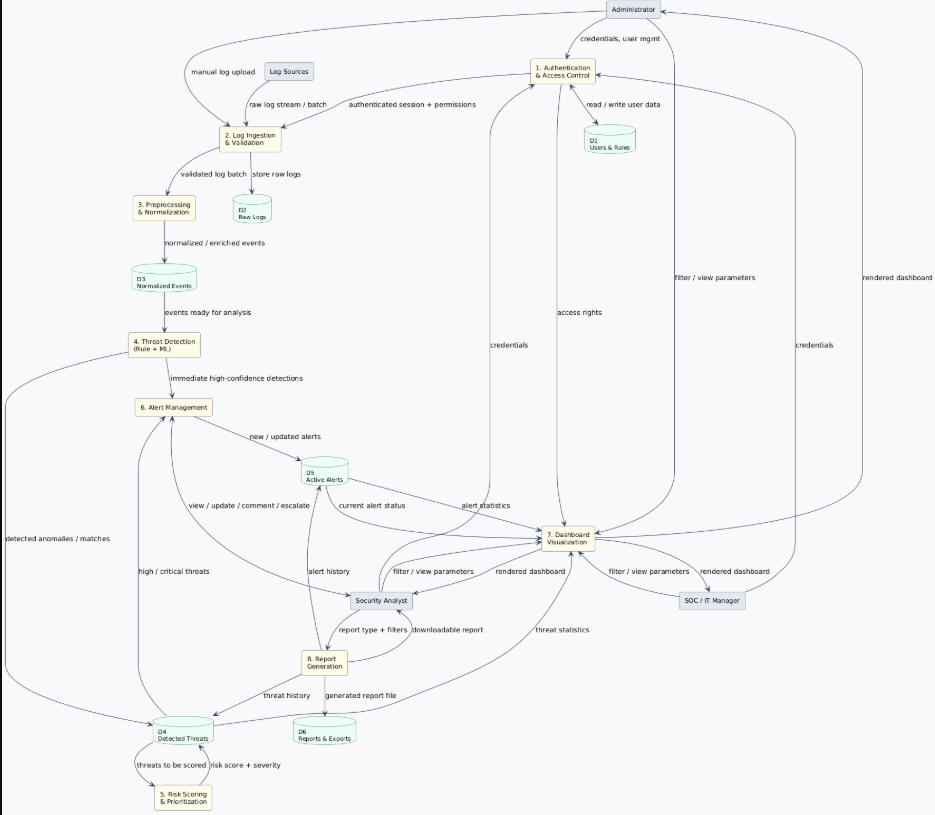 Administrator
credentials, user mgmt
manual log upload
Log Sources
1. Authentication
& Access Control
raw log stream / batch
authenticated session + permissions
read / write user data
2. Log Ingestion
& Validation
D1
Users & Roles
validated log batch
store raw logs
3. Preprocessing
& Normalization
D2
Raw Logs
normalized / enriched events
D3
Normalized Events
filter / view parameters
rendered dashboard
events ready for analysis
access rights
4. Threat Detection
(Rule + ML)
credentials
credentials
immediate high-confidence detections
6. Alert Management
new / updated alerts
D5
Active Alerts
view / update / comment / escalate
current alert status
alert statistics
detected anomalies / matches
7. Dashboard
Visualization
high / critical threats
alert history
filter / view parameters
rendered dashboard
filter / view parameters
rendered dashboard
Security Analyst
SOC / IT Manager
report type + filters
downloadable report
threat statistics
8. Report
Generation
threat history
generated report file
D4
Detected Threats
D6
Reports & Exports
threats to be scored
risk score + severity
5. Risk Scoring
& Prioritization